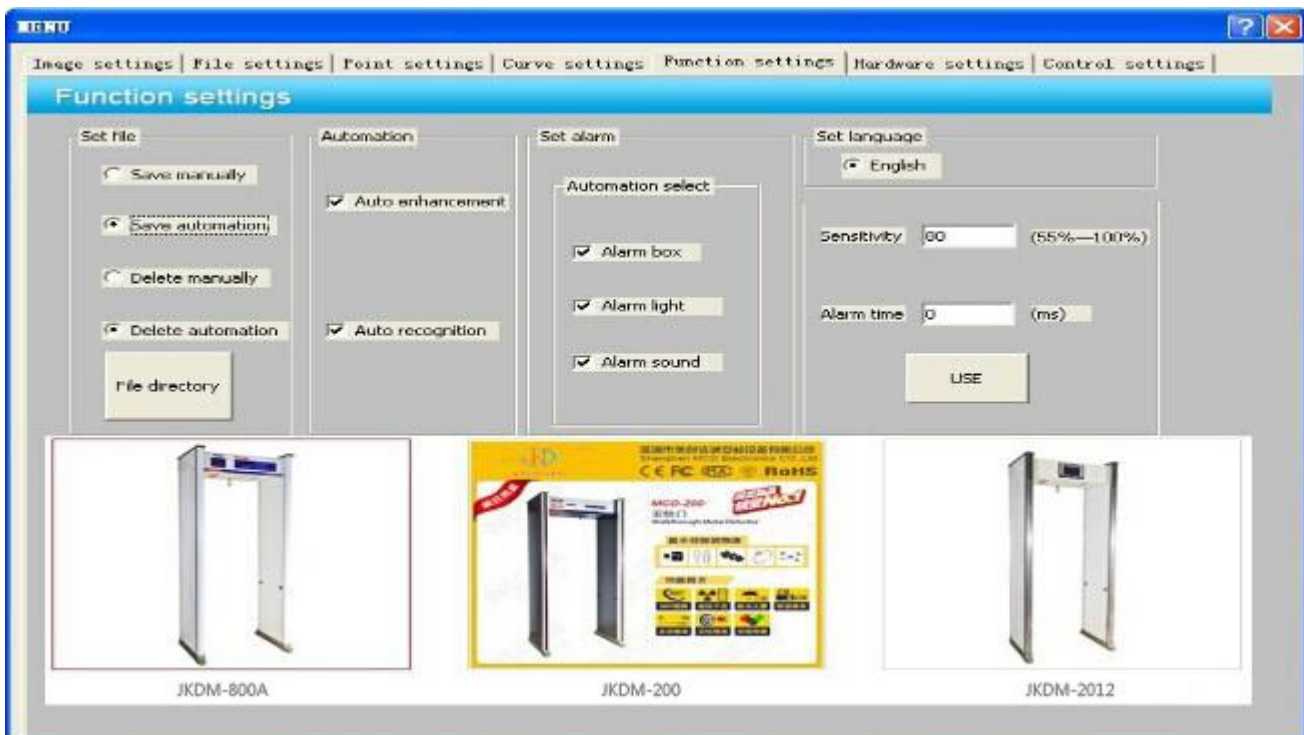 MENU
Image settings File settings Point settings Curve settings Function settings Hardware settings Control settings
Function settings
Set file
Save manually
Save automation
Delete manually
Delete automation
File directory
Automation
Auto enhancement
Auto recognition
Set alarm
Automation select
Alarm box
Alarm light
Alarm sound
Set language
English
Sensitivity 80 (55%—100%)
Alarm time 0 (ms)
USE
CE FC RoHS
MCD-200
Walkthrough Metal Detector
JKDM-800A
JKDM-200
JKDM-2012